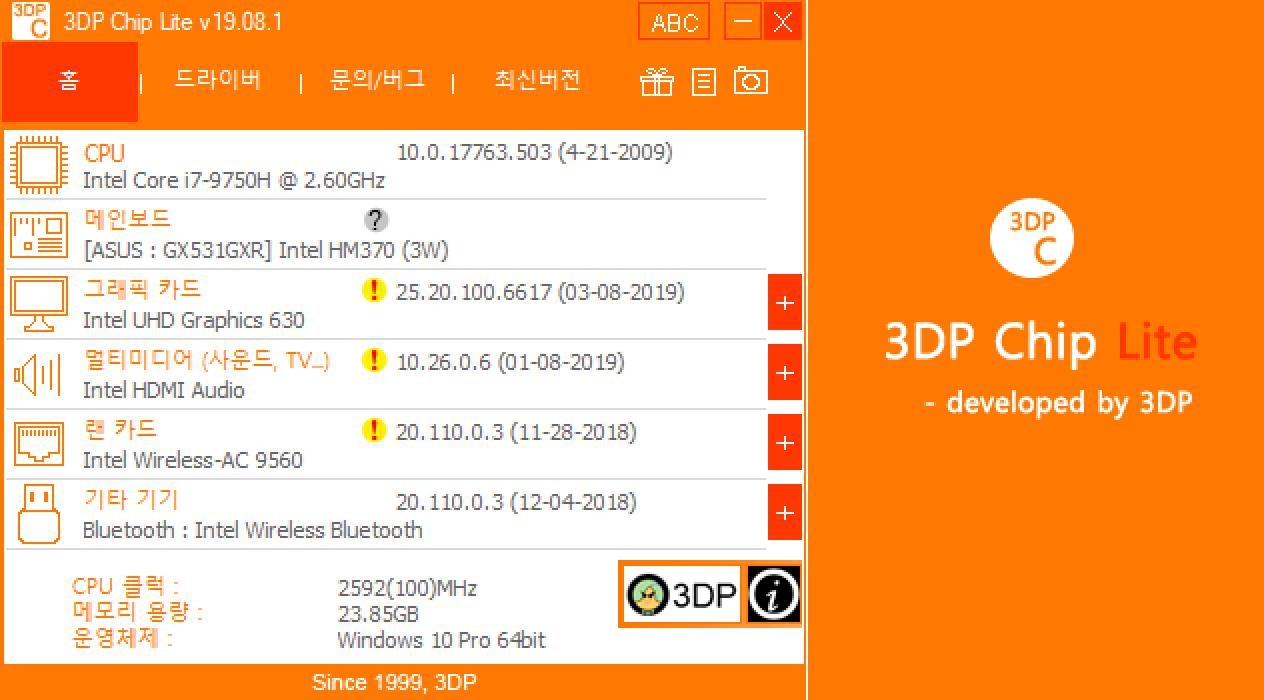 3DP C
3DP Chip Lite v19.08.1
ABC
홈
드라이버
문의/버그
최신버전
CPU
10.0.17763.503 (4-21-2009)
Intel Core i7-9750H @ 2.60GHz
메인보드
?
[ASUS : GX531GXR] Intel HM370 (3W)
그래픽 카드
! 25.20.100.6617 (03-08-2019)
Intel UHD Graphics 630
+
멀티미디어 (사운드, TV...)
! 10.26.0.6 (01-08-2019)
Intel HDMI Audio
+
랜 카드
! 20.110.0.3 (11-28-2018)
Intel Wireless-AC 9560
+
기타 기기
20.110.0.3 (12-04-2018)
Bluetooth : Intel Wireless Bluetooth
+
CPU 클럭 :
2592(100)MHz
메모리 용량 :
23.85GB
운영체제 :
Windows 10 Pro 64bit
3DP
i
Since 1999, 3DP
3DP
C
3DP Chip Lite
- developed by 3DP